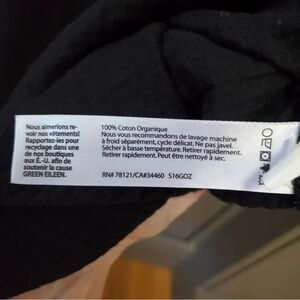 Nous aimerions re-
voir nos vêtements!
Rapportez-les pour
recyclage dans une
de nos boutiques
aux É. -U. afin de
soutenir la cause
GREEN EILEEN.
100% Coton Organique
Nous vous recommandons de lavage machine
à froid séparément, cycle délicat. Ne pas javel.
Sécher à basse température. Retirer rapidement.
Retirer rapidement. Peut être nettoyé à sec.
RN# 78121/CA#34460 S16GOZ